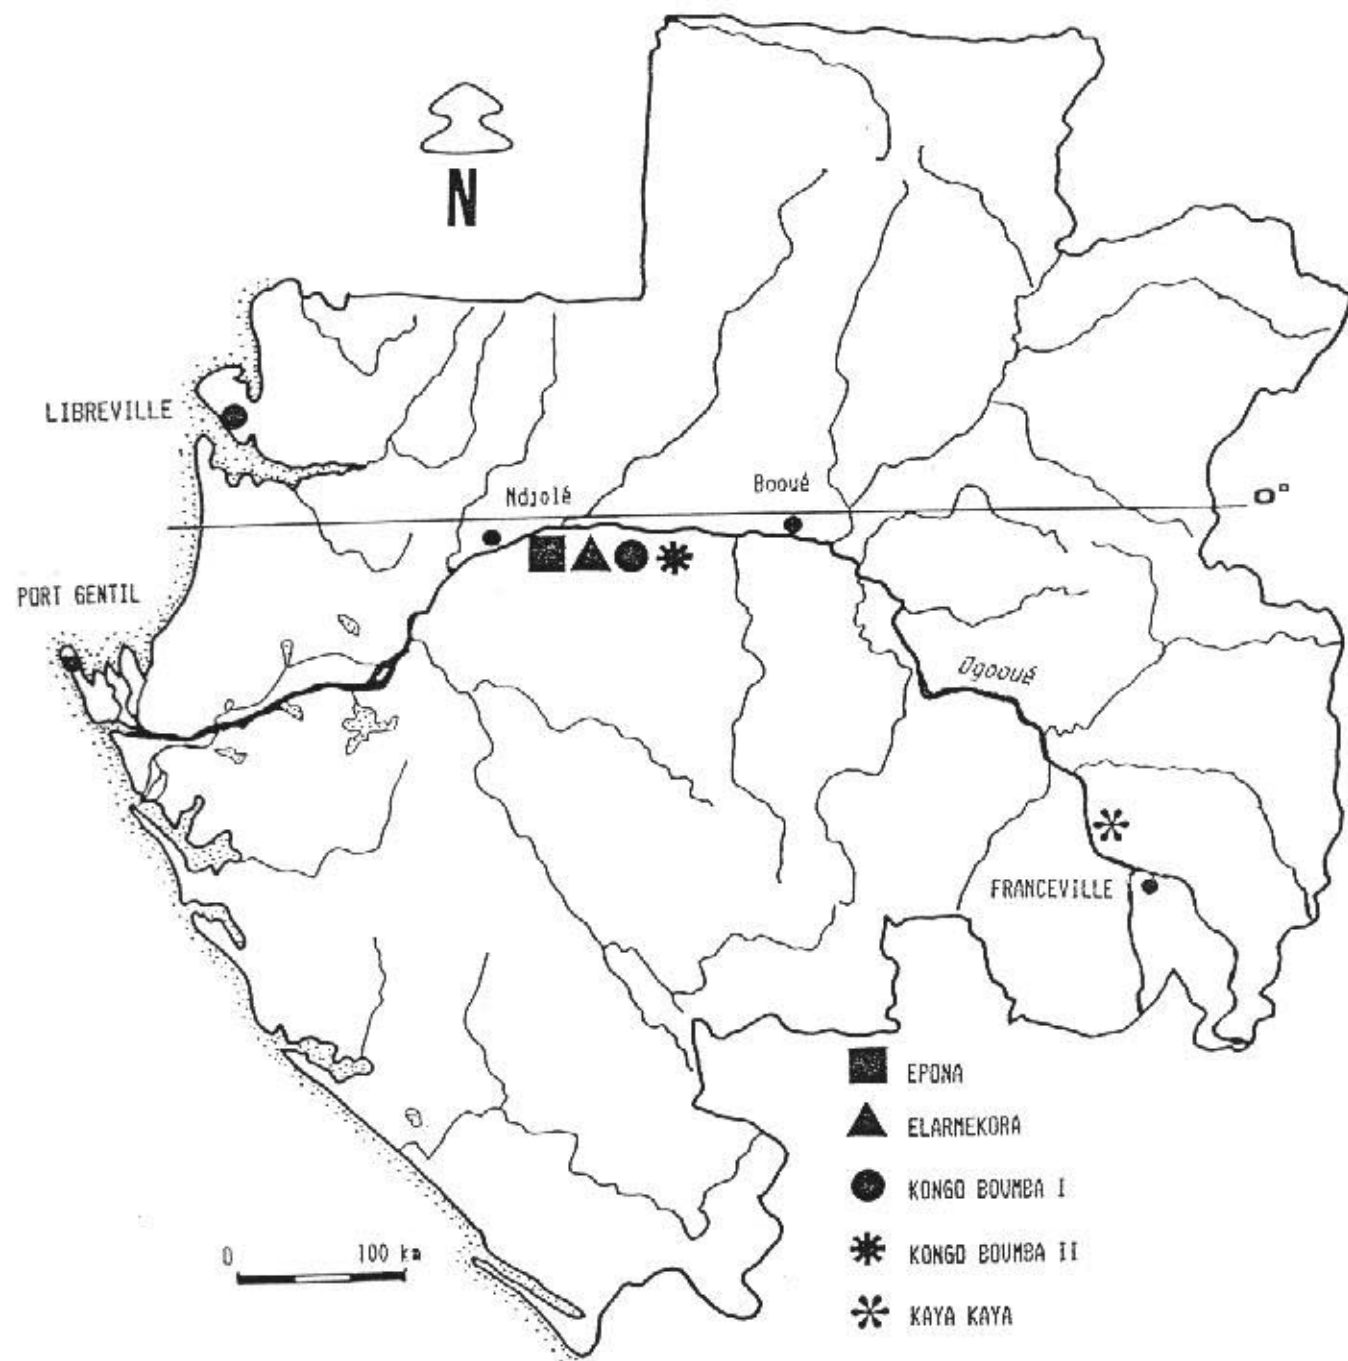 N
LIBREVILLE
Ndjolé
Booué
0°
PORT GENTIL
Ogooué
FRANCEVILLE
EPONA
ELARMEKORA
KONGO BOUMBA I
0 100 km
KONGO BOUMBA II
KAYA KAYA